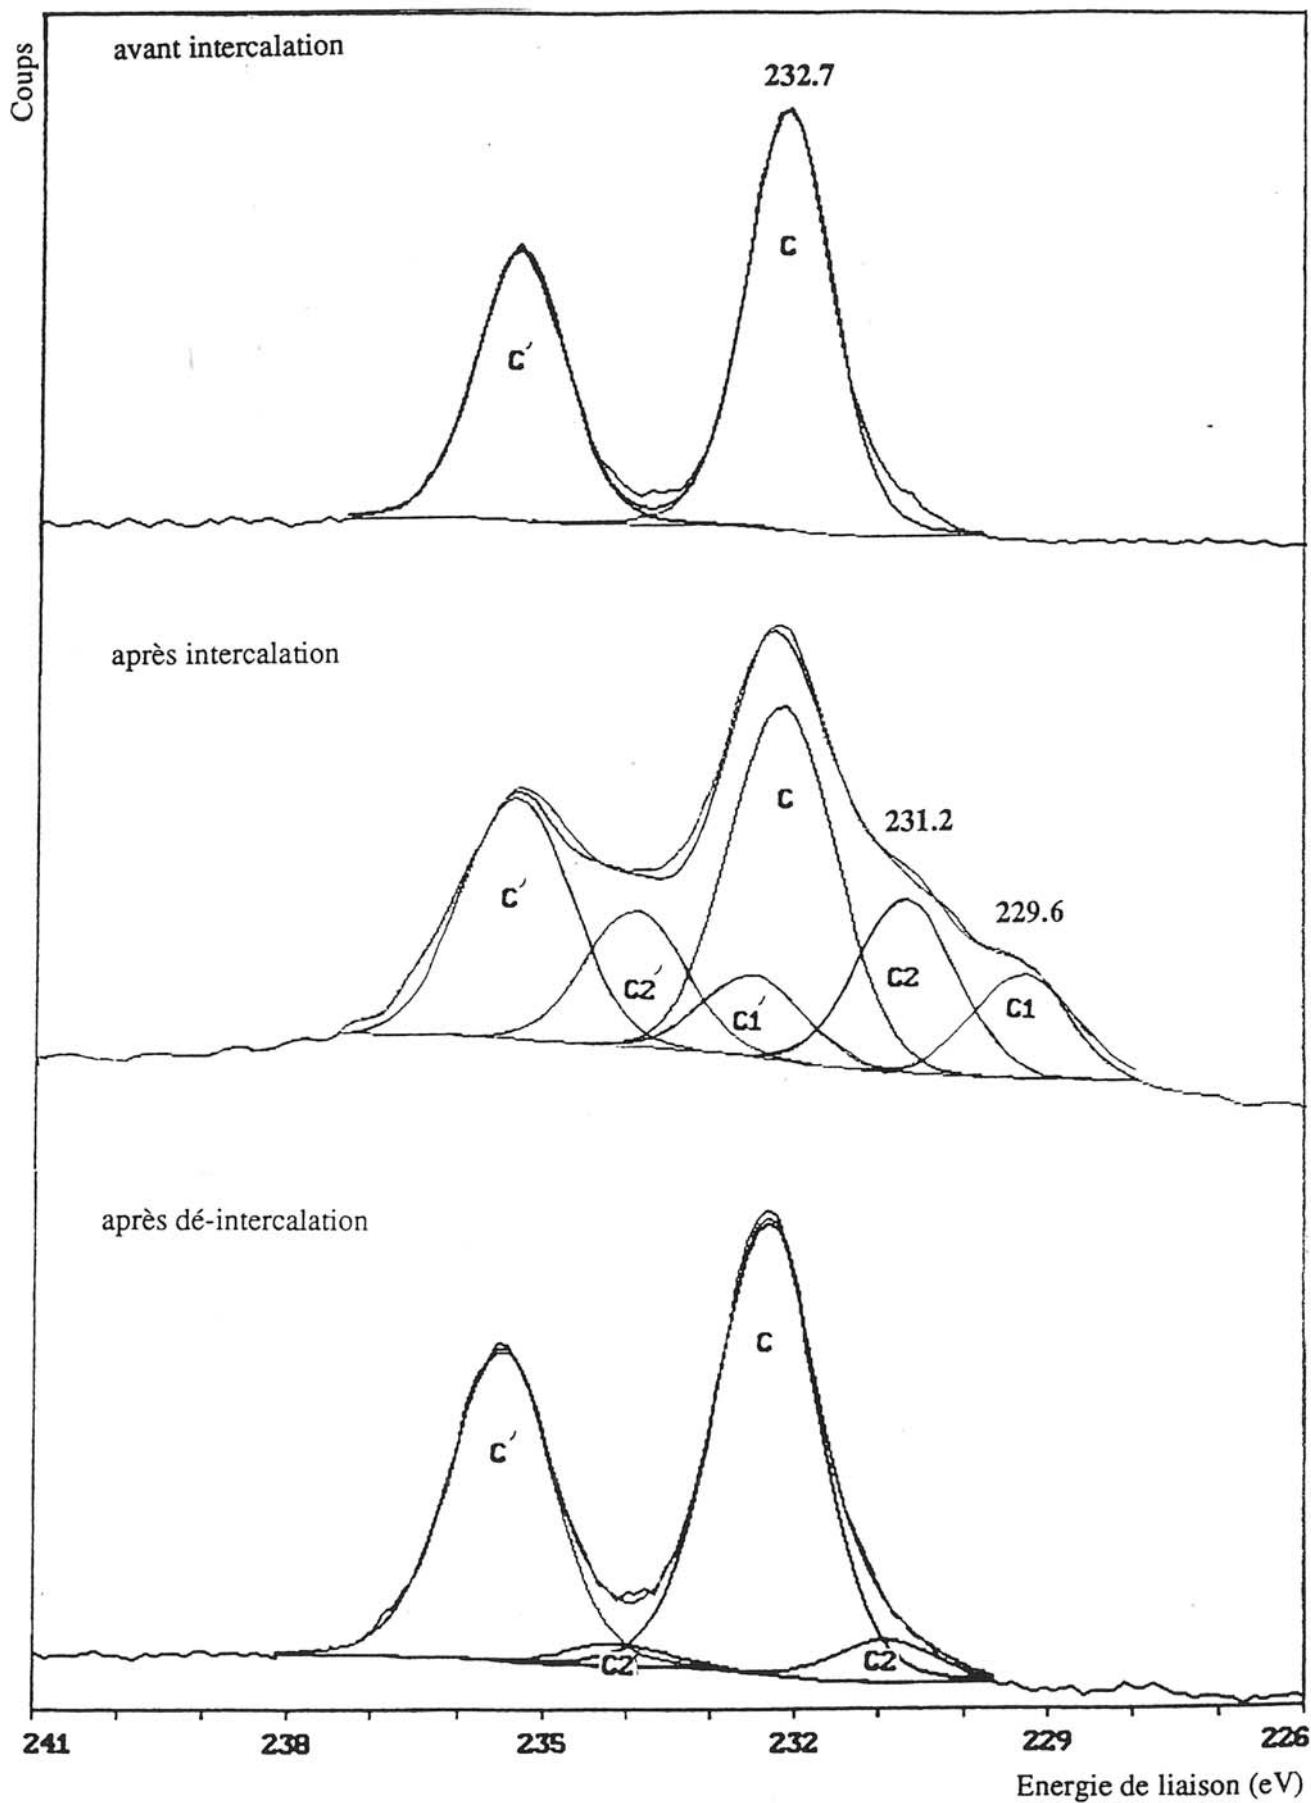 Coups
avant intercalation
232.7
C
C′
après intercalation
C
231.2
C′
229.6
C2′
C2
C1′
C1
après dé-intercalation
C
C′
C2
C2
241 238 235 232 229 226
Energie de liaison (eV)